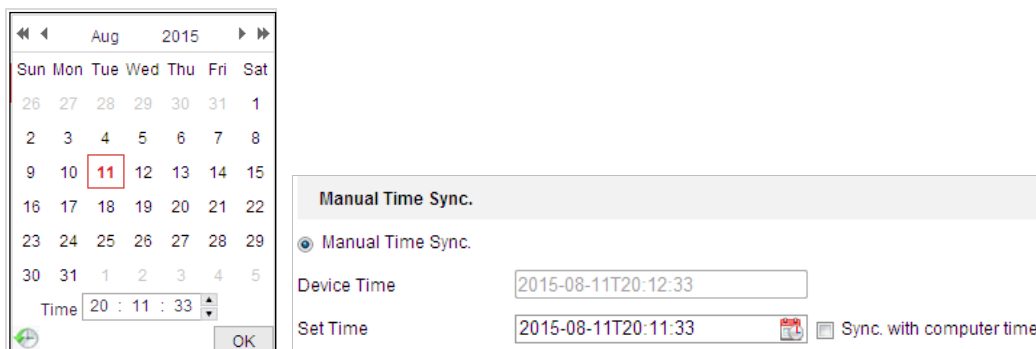 Aug 2015
Sun Mon Tue Wed Thu Fri Sat
26 27 28 29 30 31 1
2 3 4 5 6 7 8
9 10 11 12 13 14 15
16 17 18 19 20 21 22
23 24 25 26 27 28 29
30 31 1 2 3 4 5
Time 20 : 11 : 33
OK
Manual Time Sync.
Manual Time Sync.
Device Time 2015-08-11T20:12:33
Set Time 2015-08-11T20:11:33 Sync. with computer time